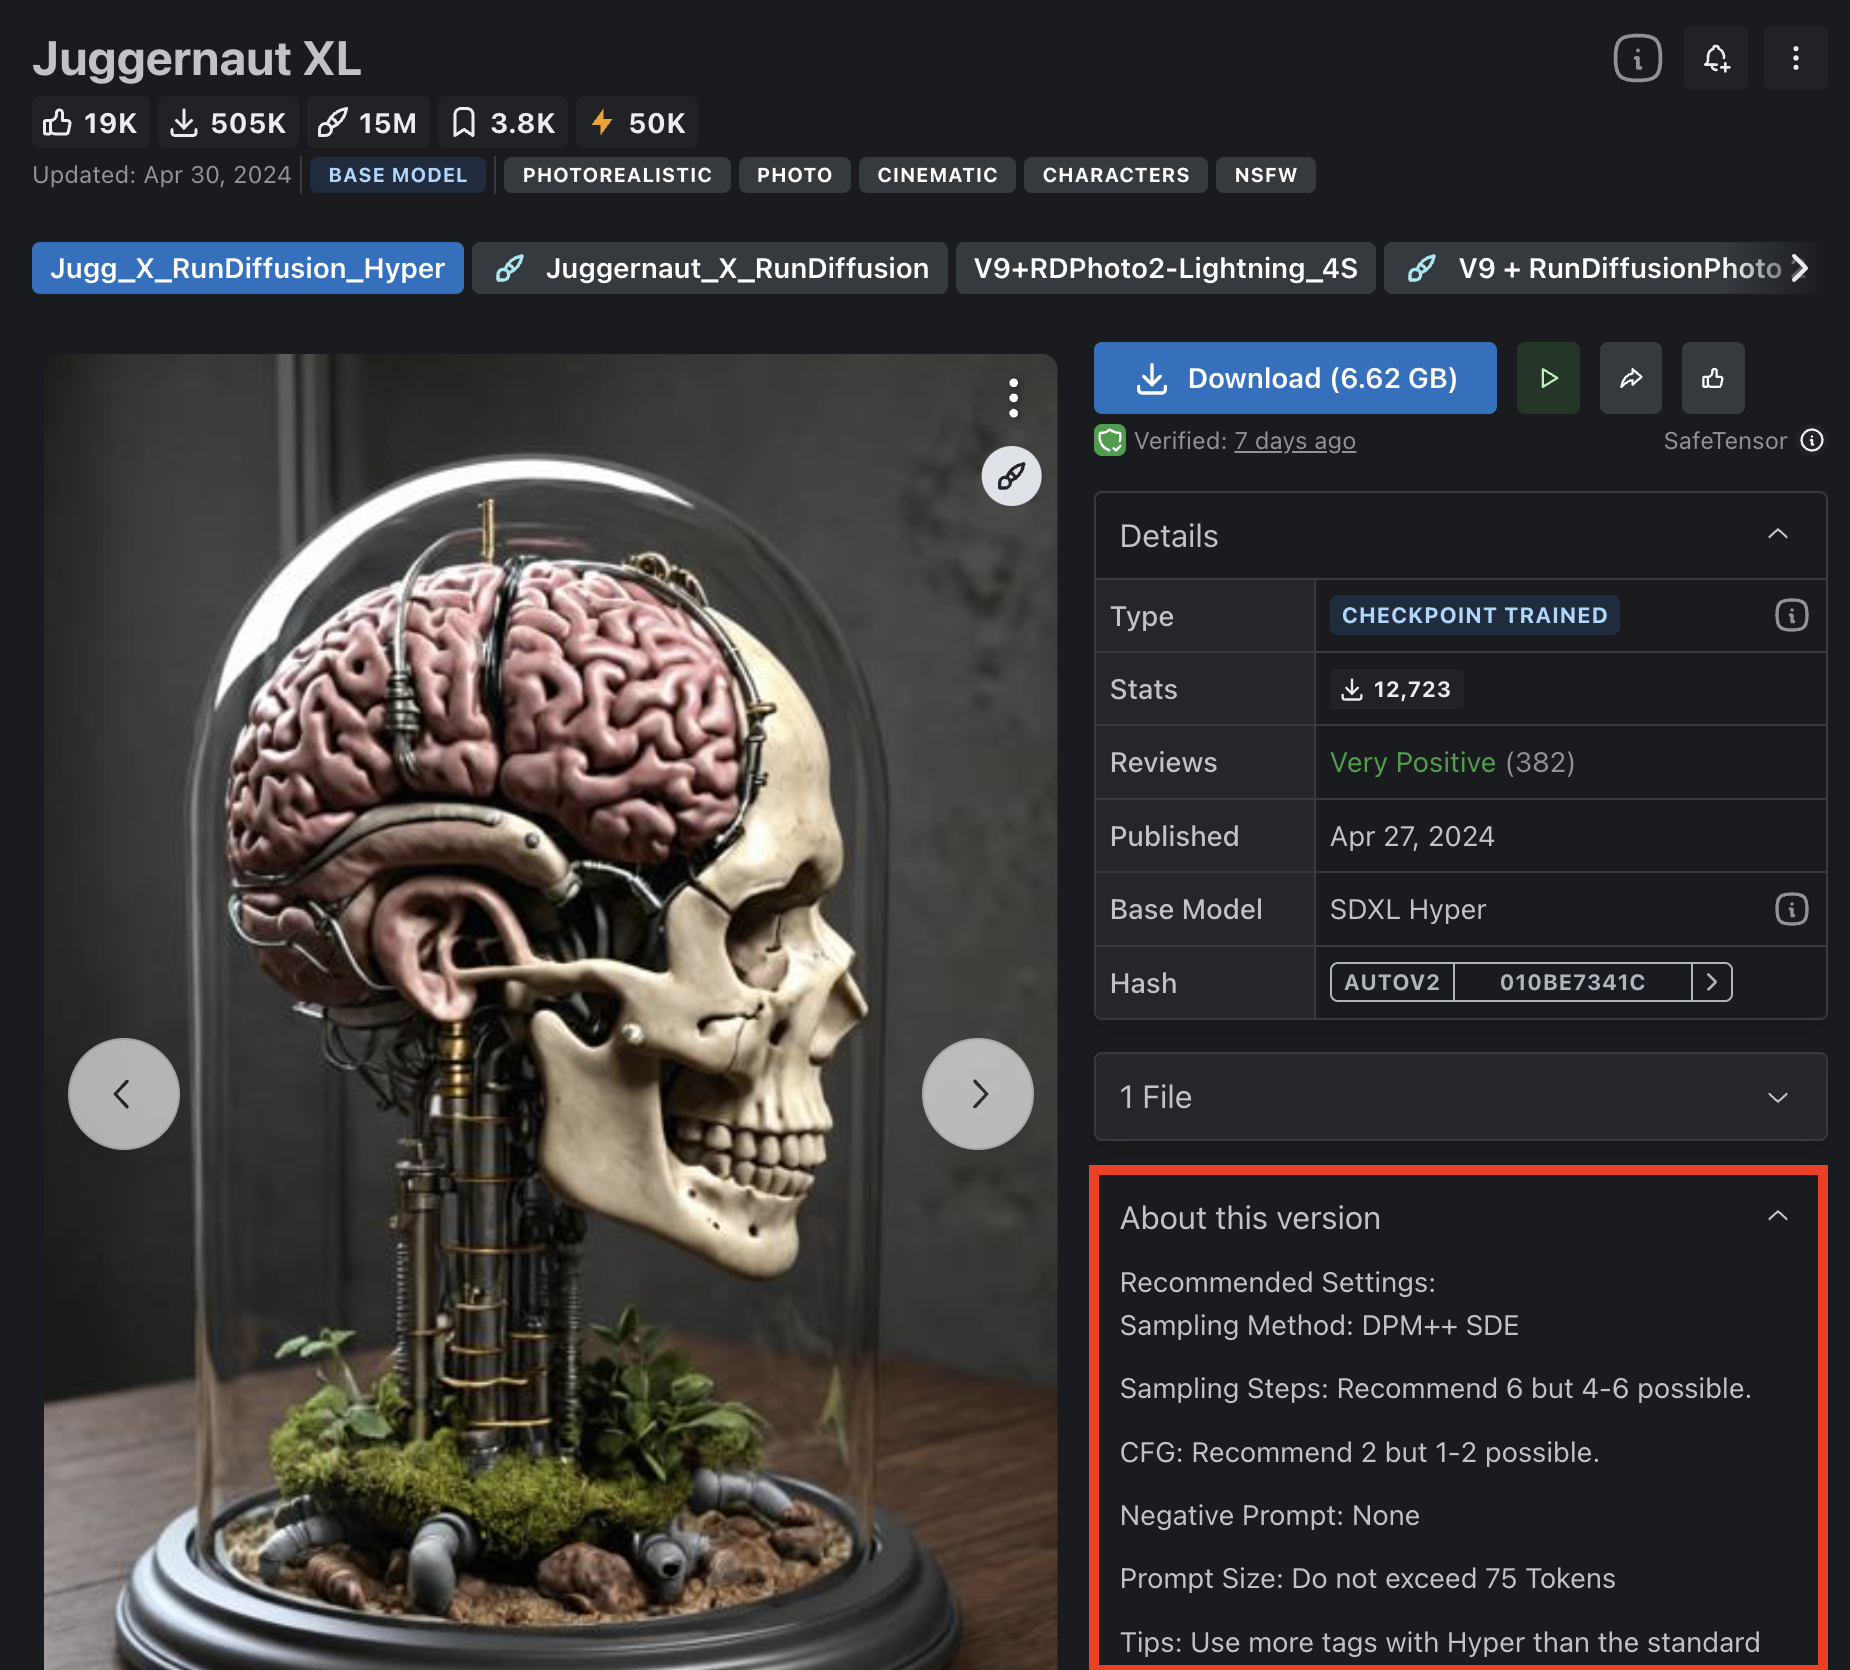 Juggernaut XL
19K 505K 15M 3.8K 50K
Updated: Apr 30, 2024 BASE MODEL PHOTOREALISTIC PHOTO CINEMATIC CHARACTERS NSFW
Jugg_X_RunDiffusion_Hyper Juggernaut_X_RunDiffusion V9+RDPhoto2-Lightning_4S V9 + RunDiffusionPhoto
Download (6.62 GB)
Verified: 7 days ago SafeTensor
Details
Type CHECKPOINT TRAINED
Stats 12,723
Reviews Very Positive (382)
Published Apr 27, 2024
Base Model SDXL Hyper
Hash AUTOV2 010BE7341C
1 File
About this version
Recommended Settings:
Sampling Method: DPM++ SDE
Sampling Steps: Recommend 6 but 4-6 possible.
CFG: Recommend 2 but 1-2 possible.
Negative Prompt: None
Prompt Size: Do not exceed 75 Tokens
Tips: Use more tags with Hyper than the standard